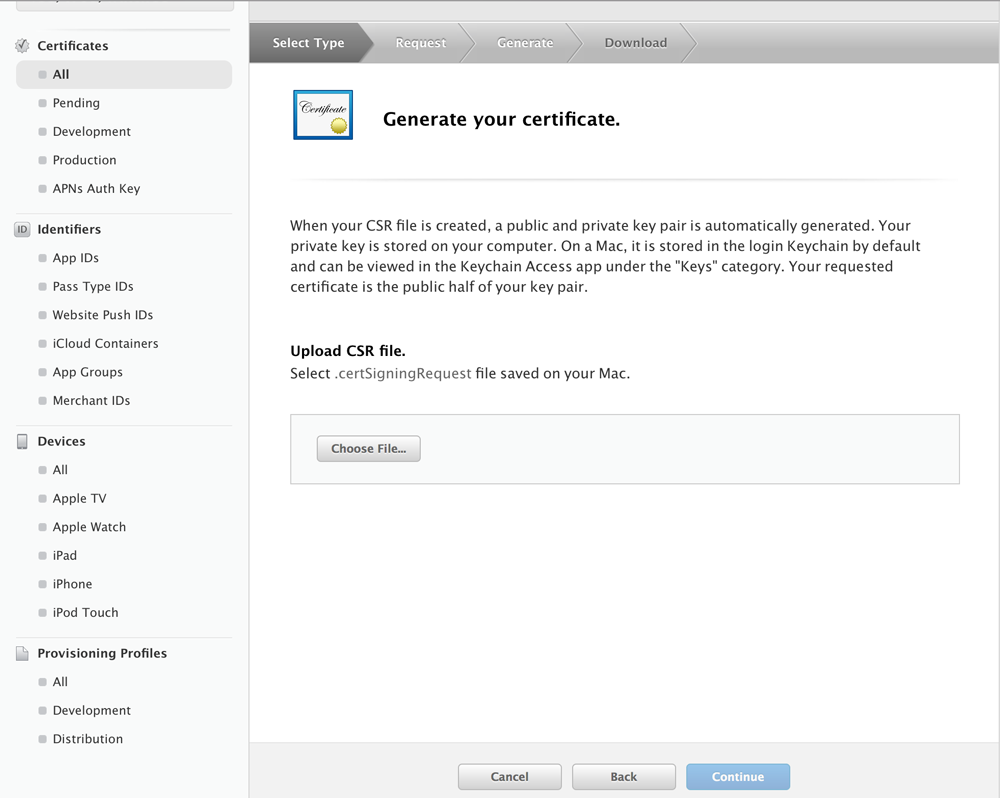 Certificates
All
Pending
Development
Production
APNs Auth Key
ID Identifiers
App IDs
Pass Type IDs
Website Push IDs
iCloud Containers
App Groups
Merchant IDs
Devices
All
Apple TV
Apple Watch
iPad
iPhone
iPod Touch
Provisioning Profiles
All
Development
Distribution
Select Type
Request
Generate
Download
Certificate
Generate your certificate.
When your CSR file is created, a public and private key pair is automatically generated. Your
private key is stored on your computer. On a Mac, it is stored in the login Keychain by default
and can be viewed in the Keychain Access app under the "Keys" category. Your requested
certificate is the public half of your key pair.
Upload CSR file.
Select .certSigningRequest file saved on your Mac.
Choose File...
Cancel
Back
Continue